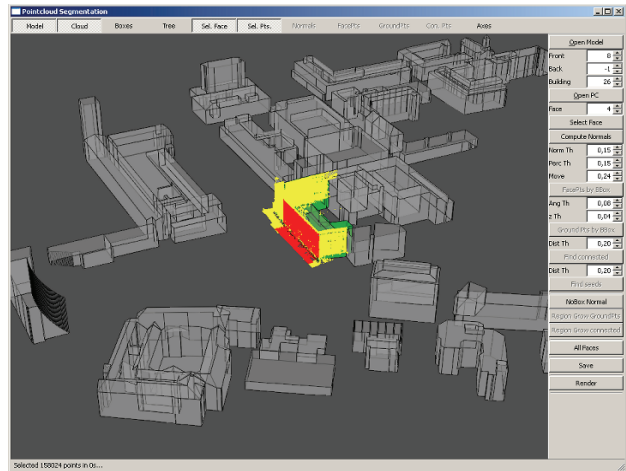 Pointcloud Segmentation
Model Cloud Boxes Tree Sel. Face Sel. Pts. Normals FacePts GroundPts Con. Pts Axes
Open Model
Front 8
Back -1
Building 26
Open PC
Face 4
Select Face
Compute Normals
Norm Th 0,15
Perc Th 0,15
Move 0,24
FacePts by BBox
Ang Th 0,08
z Th 0,04
GroundPts by BBox
Dist Th 0,20
Find connected
Dist Th 0,20
Find seeds
NoBox Normal
Region Grow GroundPts
Region Grow connected
All Faces
Save
Render
Selected 158024 points in 0s...